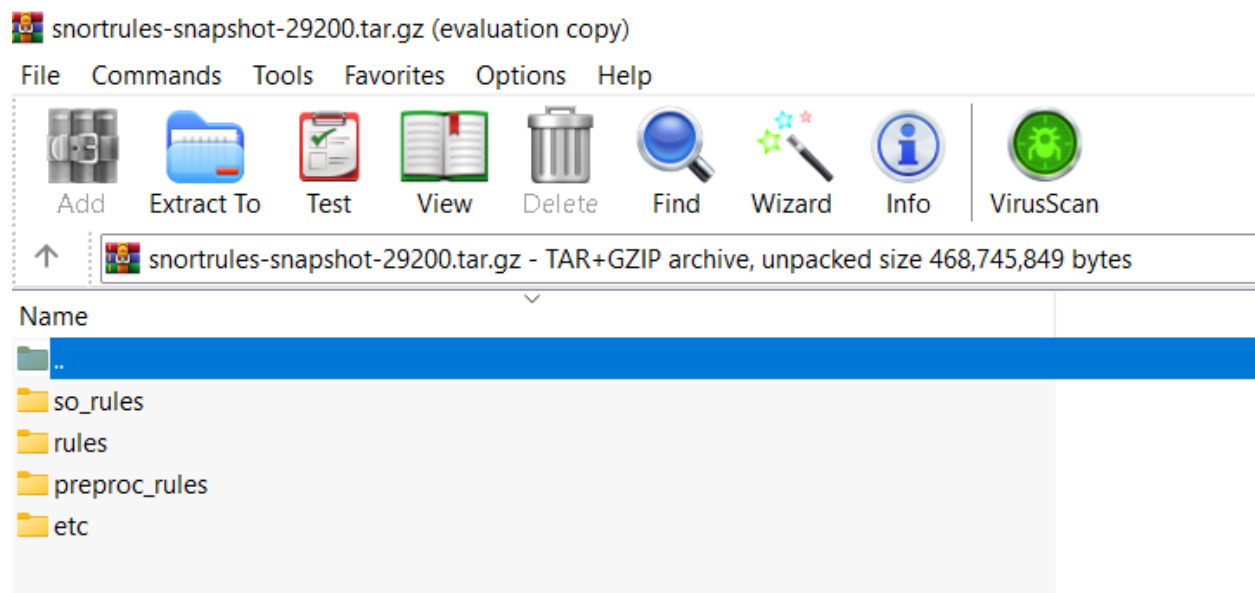 snortrules-snapshot-29200.tar.gz (evaluation copy)
File Commands Tools Favorites Options Help
Add Extract To Test View Delete Find Wizard Info VirusScan
snortrules-snapshot-29200.tar.gz - TAR+GZIP archive, unpacked size 468,745,849 bytes
Name
..
so_rules
rules
preproc_rules
etc